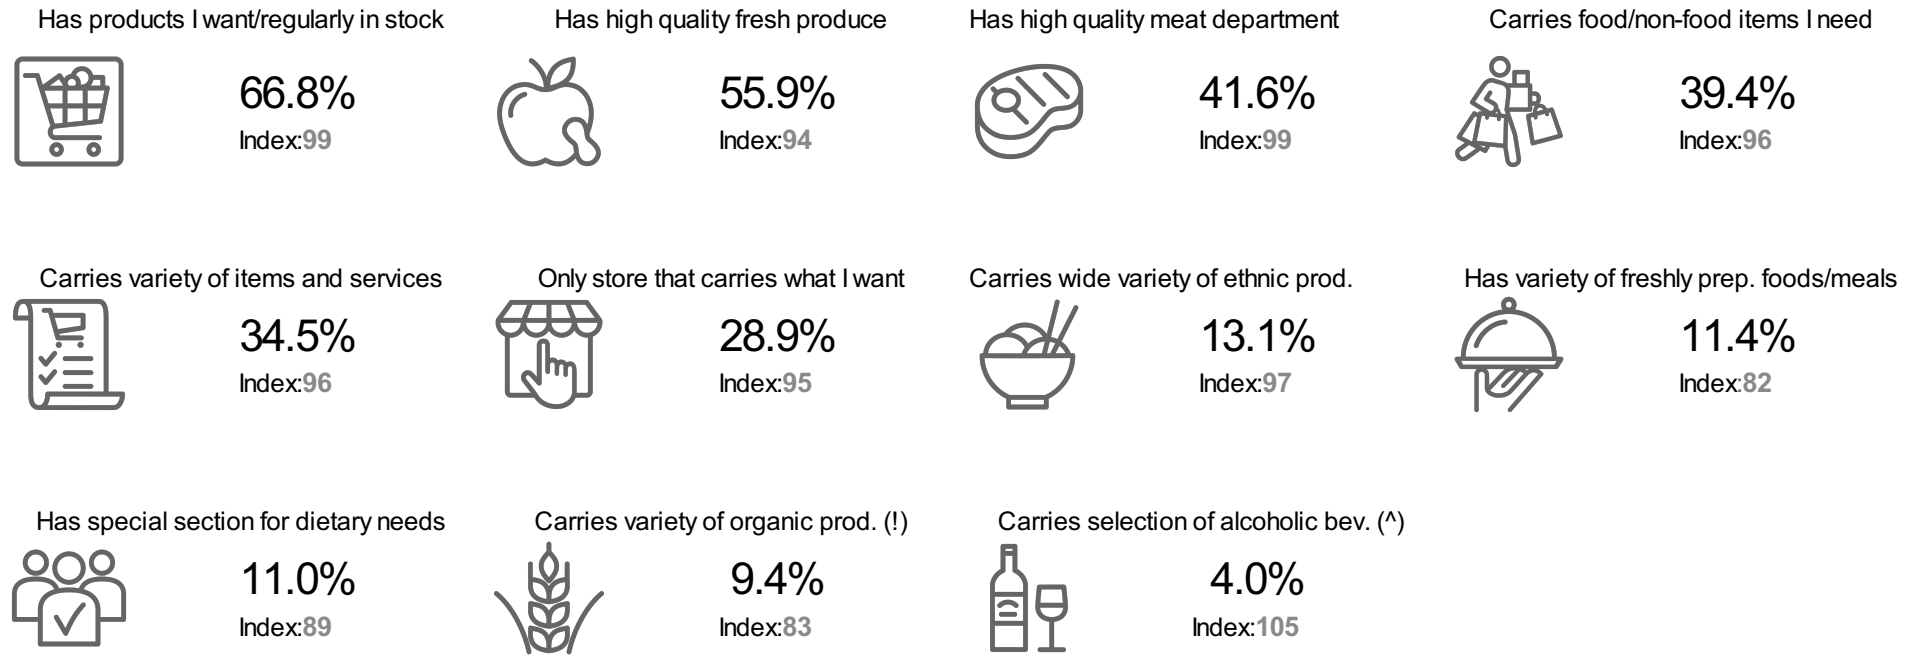 Has products I want/regularly in stock
66.8%
Index:99
Has high quality fresh produce
55.9%
Index:94
Has high quality meat department
41.6%
Index:99
Carries food/non-food items I need
39.4%
Index:96
Carries variety of items and services
34.5%
Index:96
Only store that carries what I want
28.9%
Index:95
Carries wide variety of ethnic prod.
13.1%
Index:97
Has variety of freshly prep. foods/meals
11.4%
Index:82
Has special section for dietary needs
11.0%
Index:89
Carries variety of organic prod. (!)
9.4%
Index:83
Carries selection of alcoholic bev. (^)
4.0%
Index:105